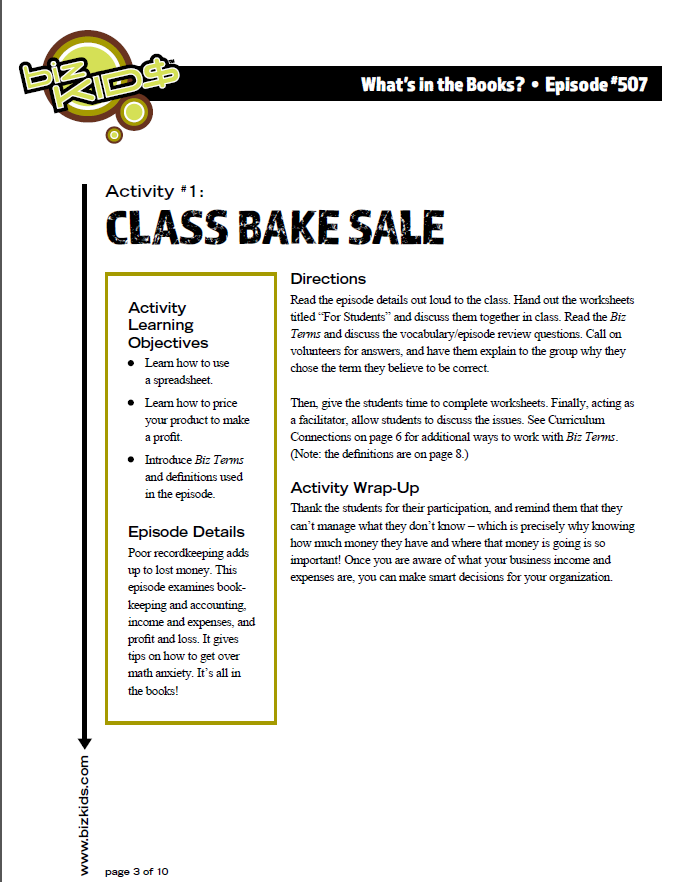 biz
KID$™
What's in the Books? • Episode #507
Activity #1:
CLASS BAKE SALE
Activity
Learning
Objectives
• Learn how to use
a spreadsheet.
• Learn how to price
your product to make
a profit.
• Introduce Biz Terms
and definitions used
in the episode.
Episode Details
Poor recordkeeping adds
up to lost money. This
episode examines book-
keeping and accounting,
income and expenses, and
profit and loss. It gives
tips on how to get over
math anxiety. It's all in
the books!
Directions
Read the episode details out loud to the class. Hand out the worksheets
titled “For Students” and discuss them together in class. Read the Biz
Terms and discuss the vocabulary/episode review questions. Call on
volunteers for answers, and have them explain to the group why they
chose the term they believe to be correct.
Then, give the students time to complete worksheets. Finally, acting as
a facilitator, allow students to discuss the issues. See Curriculum
Connections on page 6 for additional ways to work with Biz Terms.
(Note: the definitions are on page 8.)
Activity Wrap-Up
Thank the students for their participation, and remind them that they
can't manage what they don't know – which is precisely why knowing
how much money they have and where that money is going is so
important! Once you are aware of what your business income and
expenses are, you can make smart decisions for your organization.
www.bizkids.com
page 3 of 10